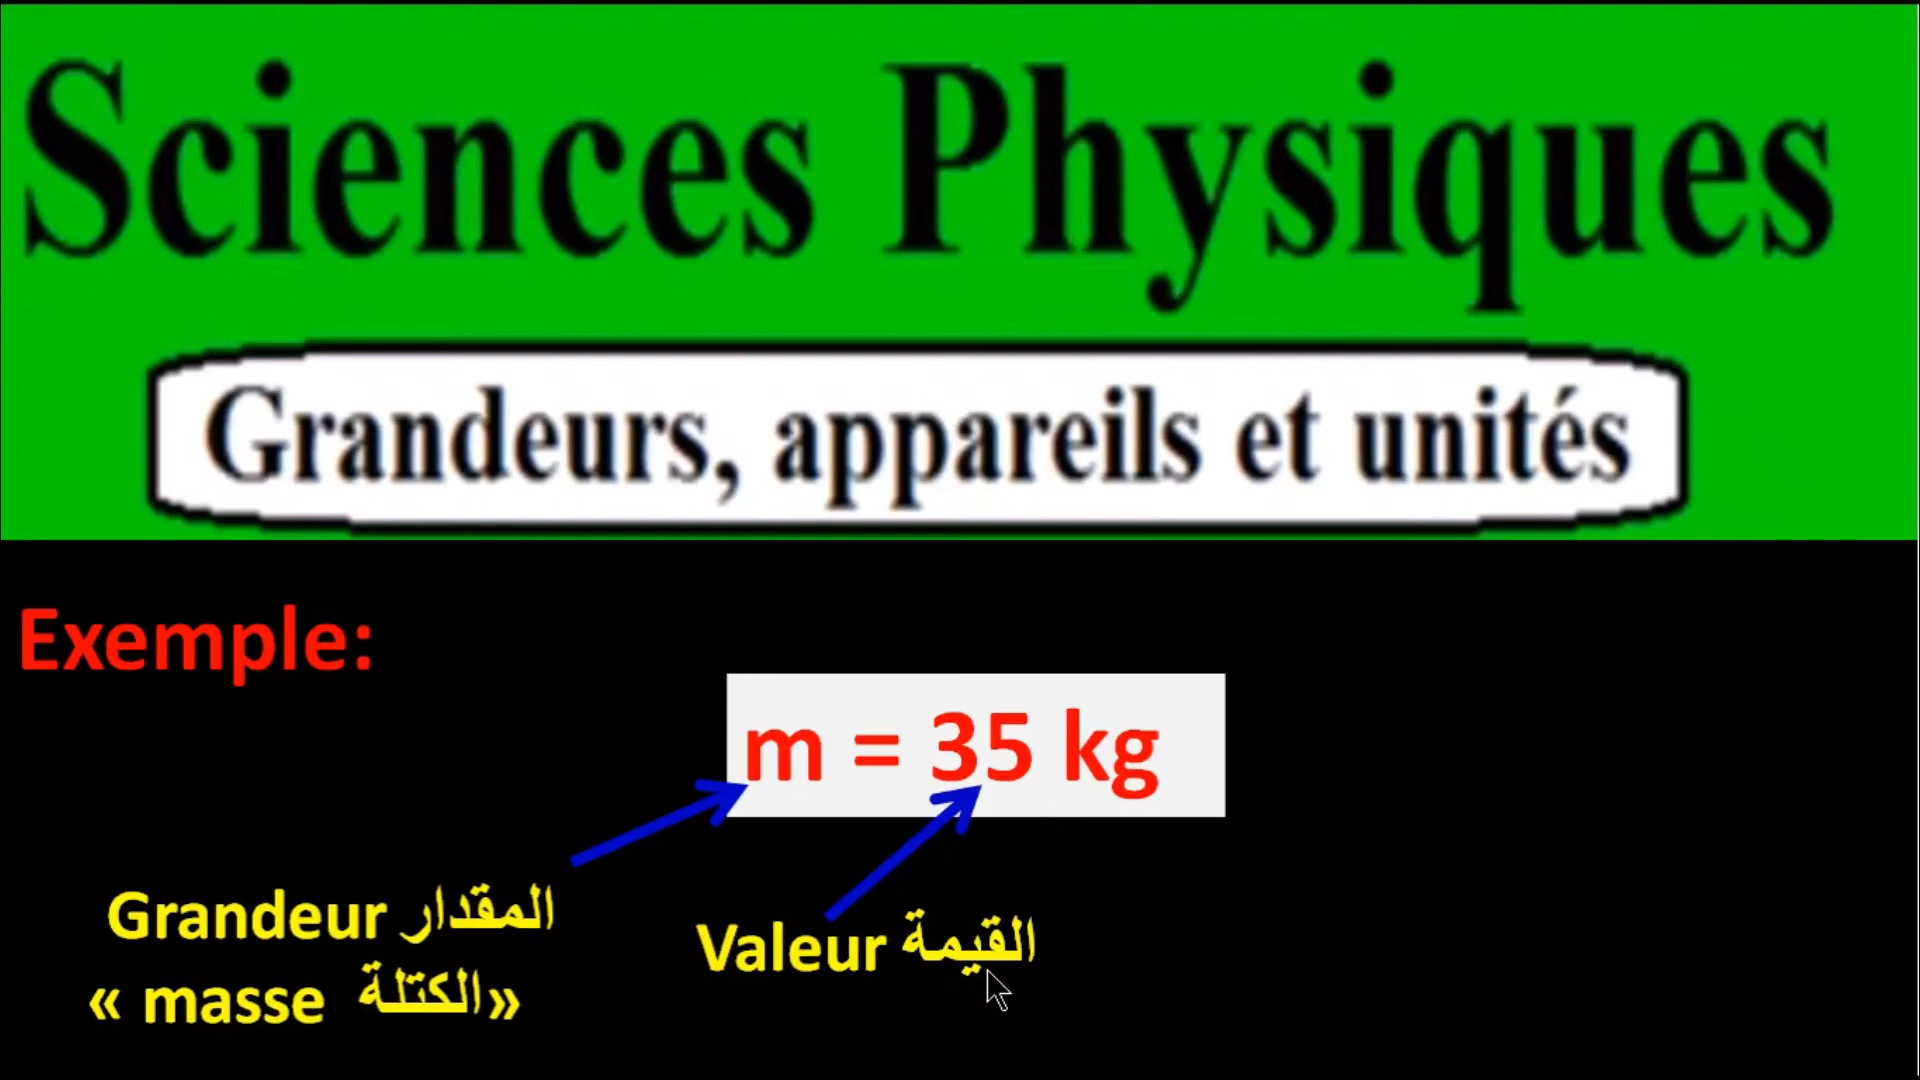 Sciences Physiques
Grandeurs, appareils et unités
Exemple:
m = 35 kg
Grandeur المقدار
« masse الكتلة»
Valeur القيمة